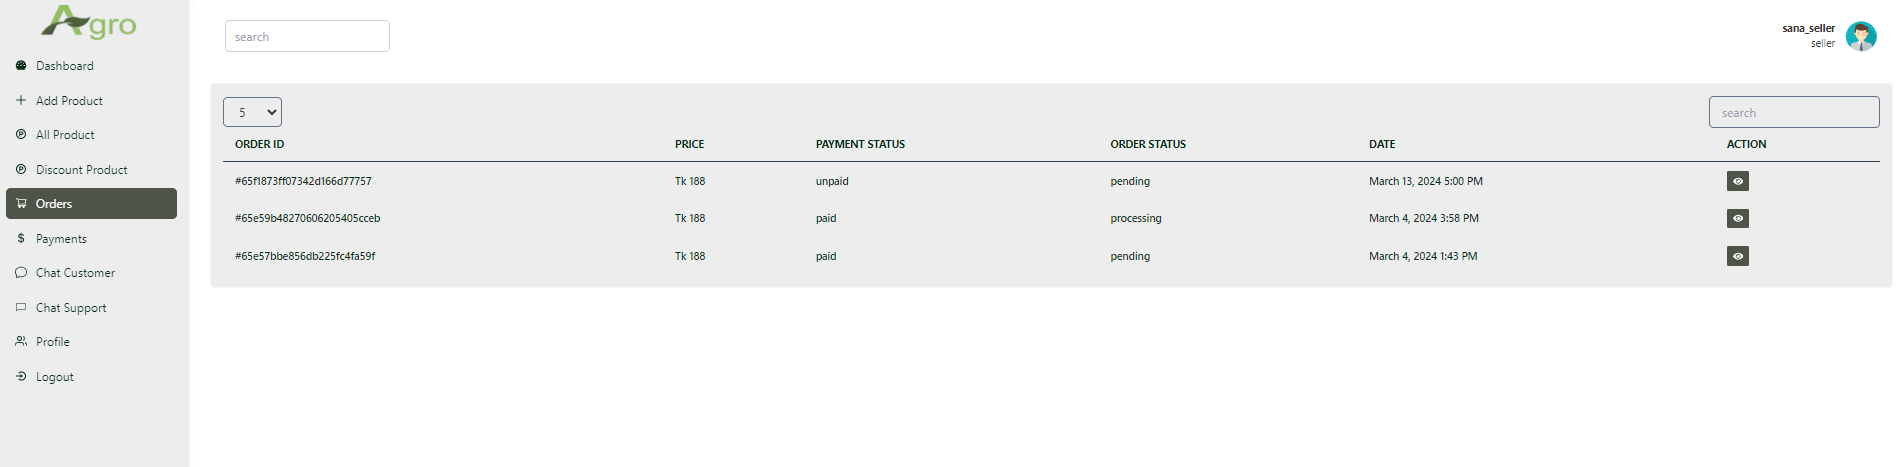 Agro
search
sana_seller
seller
Dashboard
Add Product
All Product
Discount Product
Orders
Payments
Chat Customer
Chat Support
Profile
Logout
5
search
ORDER ID PRICE PAYMENT STATUS ORDER STATUS DATE ACTION
#65f1873ff07342d166d77757 Tk 188 unpaid pending March 13, 2024 5:00 PM
#65e59b48270606205405cceb Tk 188 paid processing March 4, 2024 3:58 PM
#65e57bbe856db225fc4fa59f Tk 188 paid pending March 4, 2024 1:43 PM